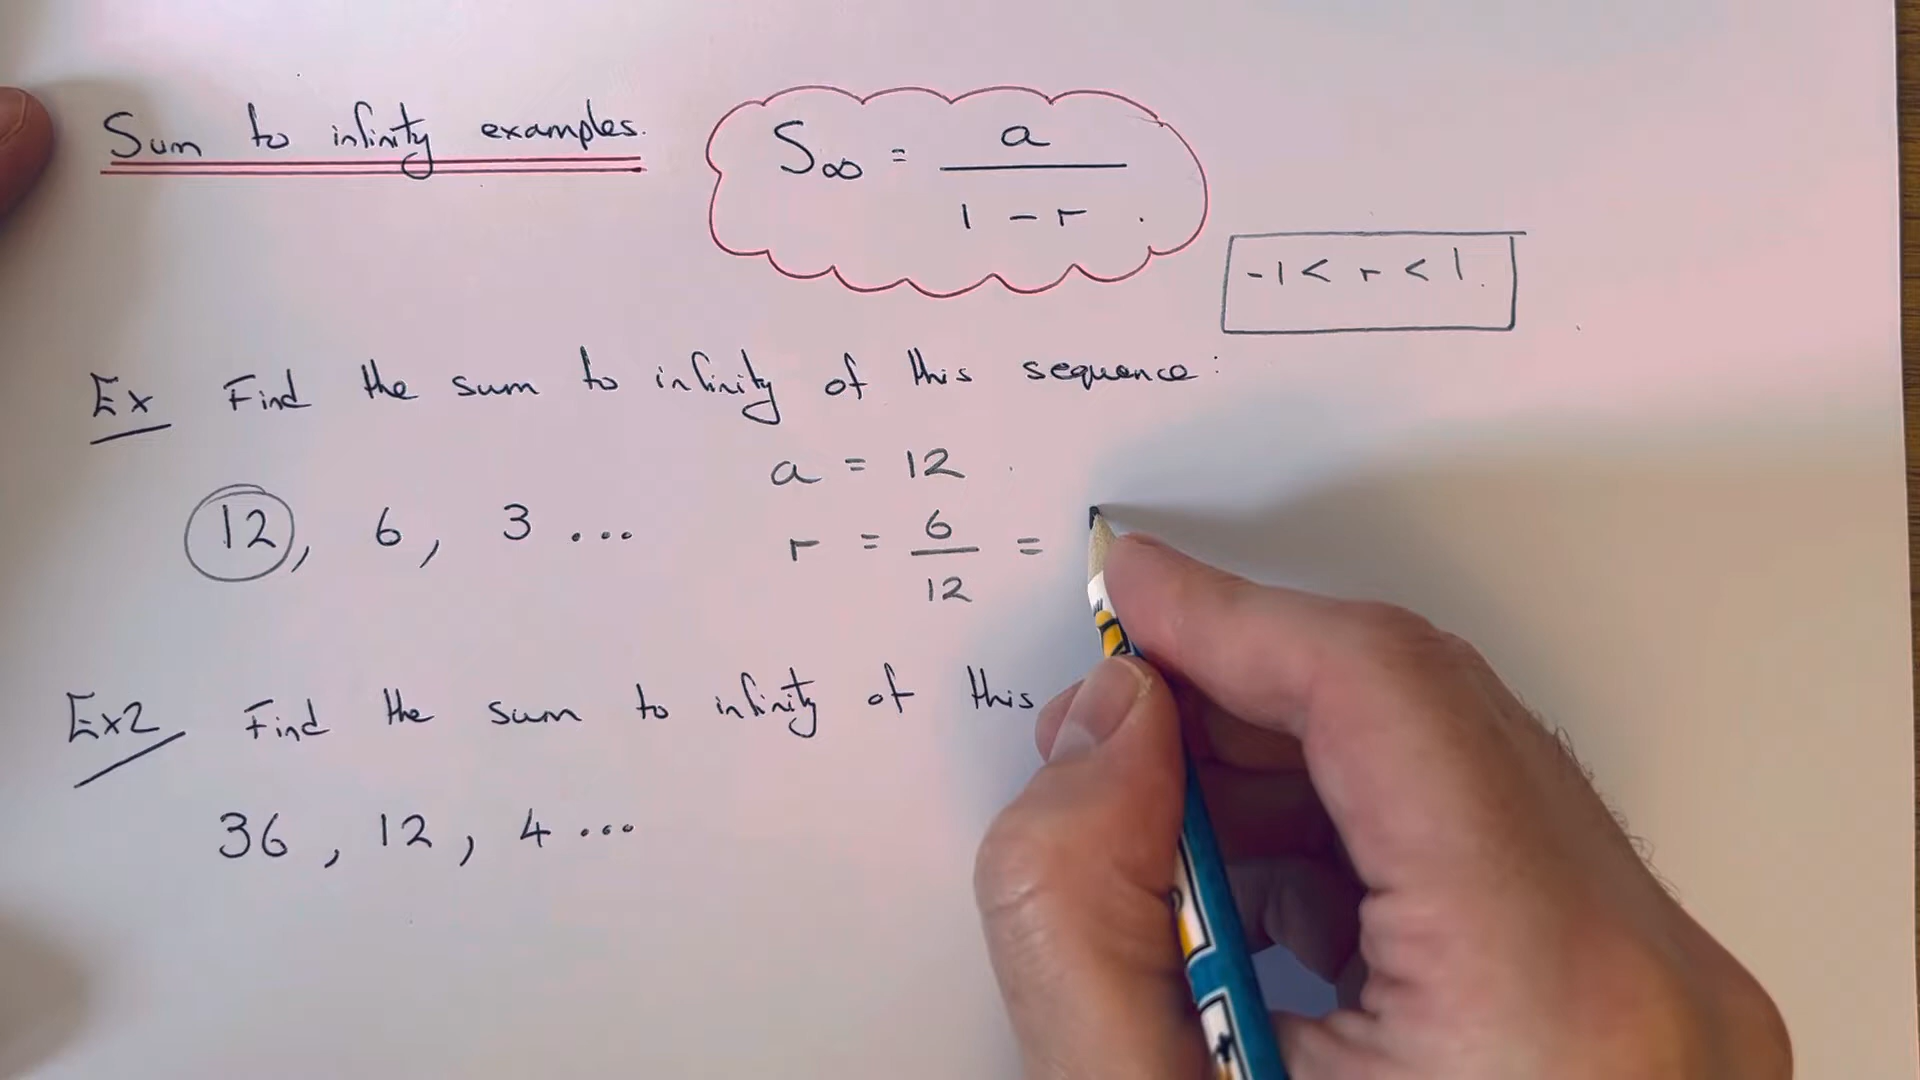 Sum to infinity examples.
S∞ = a / 1 - r .
-1 < r < 1 .
Ex Find the sum to infinity of this sequence:
a = 12 .
12, 6, 3 ...
r = 6/12 =
Ex2 Find the sum to infinity of this
36 , 12 , 4 ...